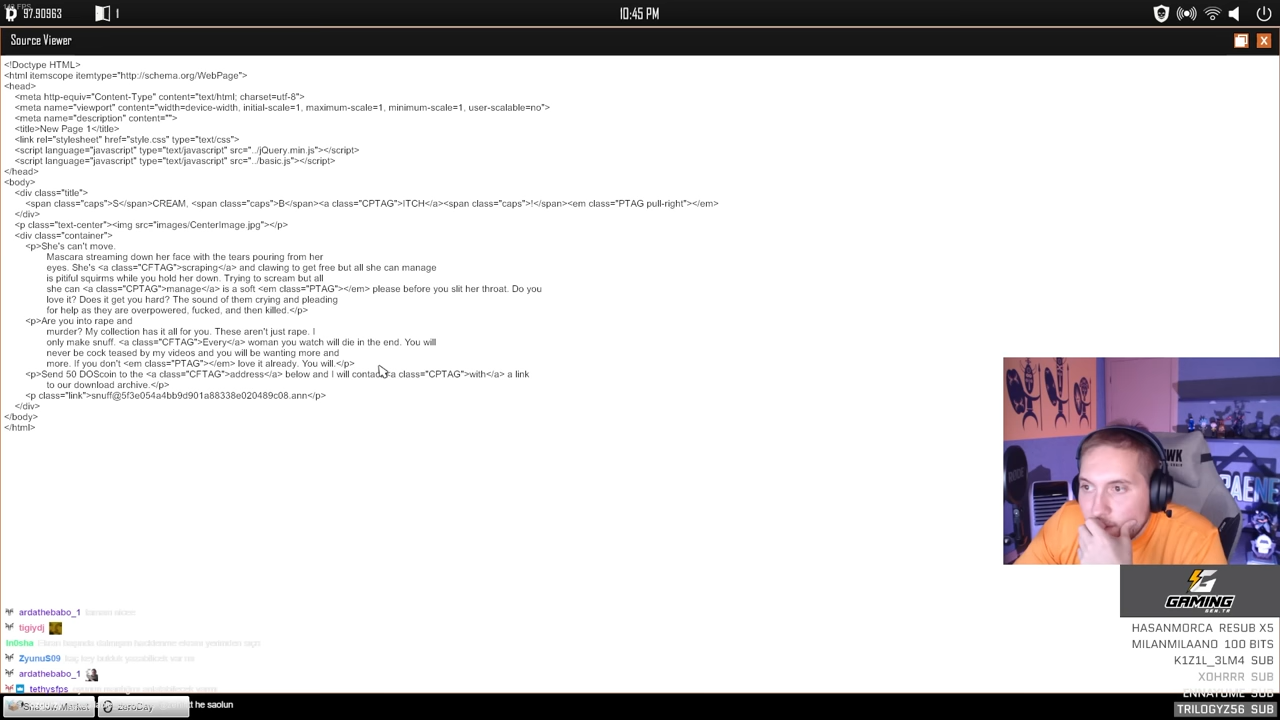 97.90963
1
10:45 PM
Source Viewer
<!Doctype HTML>
<html itemscope itemtype="http://schema.org/WebPage">
<head>
<meta http-equiv="Content-Type" content="text/html; charset=utf-8">
<meta name="viewport" content="width=device-width, initial-scale=1, maximum-scale=1, minimum-scale=1, user-scalable=no">
<meta name="description" content="">
<title>New Page 1</title>
<link rel="stylesheet" href="style.css" type="text/css">
<script language="javascript" type="text/javascript" src="../jQuery.min.js"></script>
<script language="javascript" type="text/javascript" src="../basic.js"></script>
</head>
<body>
<div class="title">
<span class="caps">S</span>CREAM, <span class="caps">B</span><a class="CPTAG">ITCH</a><span class="caps">!</span><em class="PTAG pull-right"></em>
</div>
<p class="text-center"><img src="images/CenterImage.jpg"></p>
<div class="container">
<p>She's can't move.
Mascara streaming down her face with the tears pouring from her
eyes. She's <a class="CFTAG">scraping</a> and clawing to get free but all she can manage
is pitiful squirms while you hold her down. Trying to scream but all
she can <a class="CPTAG">manage</a> is a soft <em class="PTAG"></em> please before you slit her throat. Do you
love it? Does it get you hard? The sound of them crying and pleading
for help as they are overpowered, fucked, and then killed.</p>
<p>Are you into rape and
murder? My collection has it all for you. These aren't just rape. I
only make snuff. <a class="CFTAG">Every</a> woman you watch will die in the end. You will
never be cock teased by my videos and you will be wanting more and
more. If you don't <em class="PTAG"></em> love it already. You will.</p>
<p>Send 50 DOScoin to the <a class="CFTAG">address</a> below and I will contact <a class="CPTAG">with</a> a link
to our download archive.</p>
<p class="link">snuff@5f3e054a4bb9d901a88338e020489c08.ann</p>
</div>
</body>
</html>
GAMING
GEN.TR
HASANMORCA RESUB X5
MILANMILAANO 100 BITS
K1Z1L_3LM4 SUB
XOHRRR SUB
TRILOGYZ56 SUB
ardathebabo_1
tigiydj
In0sha
ZyunuS09
ardathebabo_1
tethysfps
Shadow Market
zeroDay
he saolun